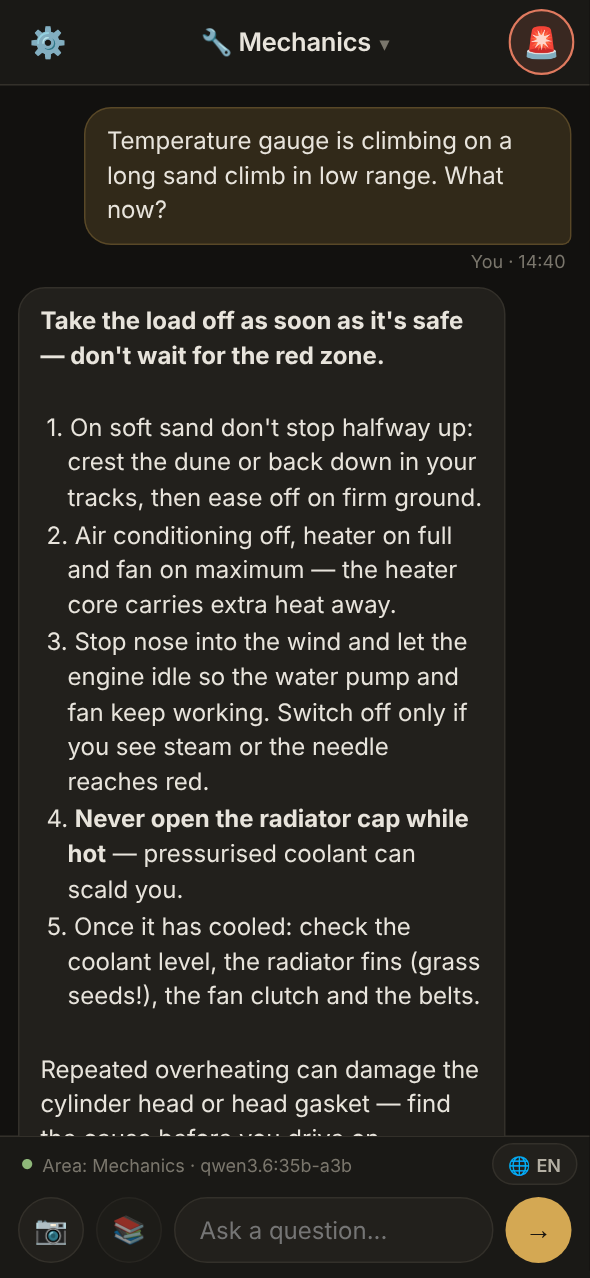 🔧 Mechanics ▾
Temperature gauge is climbing on a
long sand climb in low range. What
now?
You · 14:40
Take the load off as soon as it's safe
— don't wait for the red zone.
1. On soft sand don't stop halfway up:
crest the dune or back down in your
tracks, then ease off on firm ground.
2. Air conditioning off, heater on full
and fan on maximum — the heater
core carries extra heat away.
3. Stop nose into the wind and let the
engine idle so the water pump and
fan keep working. Switch off only if
you see steam or the needle
reaches red.
4. Never open the radiator cap while
hot — pressurised coolant can
scald you.
5. Once it has cooled: check the
coolant level, the radiator fins (grass
seeds!), the fan clutch and the belts.
Repeated overheating can damage the
cylinder head or head gasket — find
the cause before you drive on.
Area: Mechanics · qwen3.6:35b-a3b
🌐 EN
Ask a question...
→